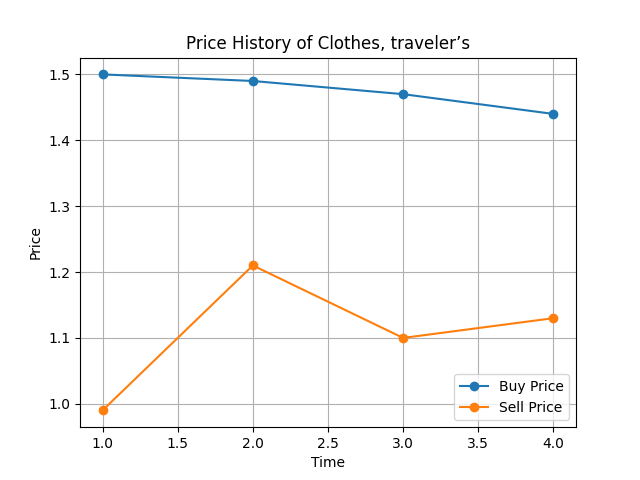 Price History of Clothes, traveler’s
1.5
1.4
1.3
1.2
1.1
1.0
Price
1.0 1.5 2.0 2.5 3.0 3.5 4.0
Time
Buy Price
Sell Price